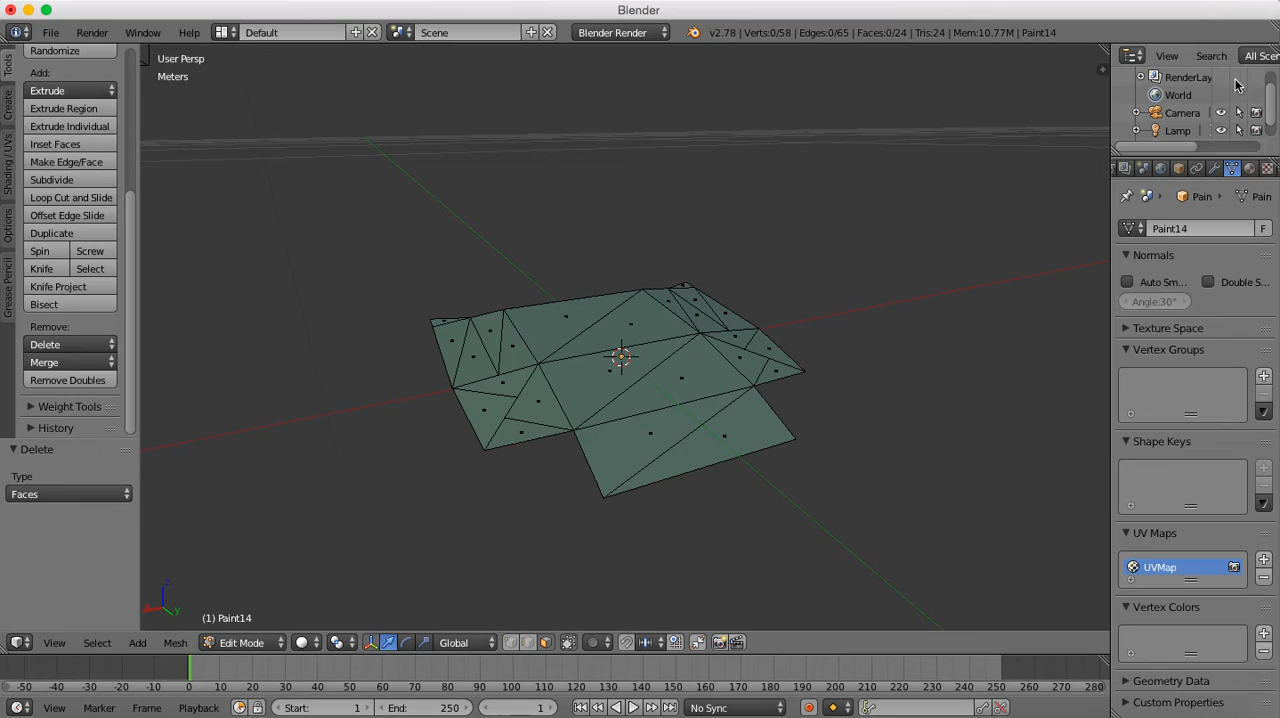 Blender
File Render Window Help
Default
Scene
Blender Render
v2.78 | Verts:0/58 | Edges:0/65 | Faces:0/24 | Tris:24 | Mem:10.77M | Paint14
Tools
Create
Shading / UVs
Options
Grease Pencil
Randomize
Add:
Extrude
Extrude Region
Extrude Individual
Inset Faces
Make Edge/Face
Subdivide
Loop Cut and Slide
Offset Edge Slide
Duplicate
Spin Screw
Knife Select
Knife Project
Bisect
Remove:
Delete
Merge
Remove Doubles
Weight Tools
History
Delete
Type
Faces
User Persp
Meters
z
y
(1) Paint14
View Select Add Mesh
Edit Mode
Global
-50 -40 -30 -20 -10 0 10 20 30 40 50 60 70 80 90 100 110 120 130 140 150 160 170 180 190 200 210 220 230 240 250 260 270 280
View Marker Frame Playback
Start: 1
End: 250
1
No Sync
View Search All Scen
RenderLay
World
Camera
Lamp
Pain
Pain
Paint14
F
Normals
Auto Sm...
Double S...
Angle:30°
Texture Space
Vertex Groups
Shape Keys
UV Maps
UVMap
Vertex Colors
Geometry Data
Custom Properties